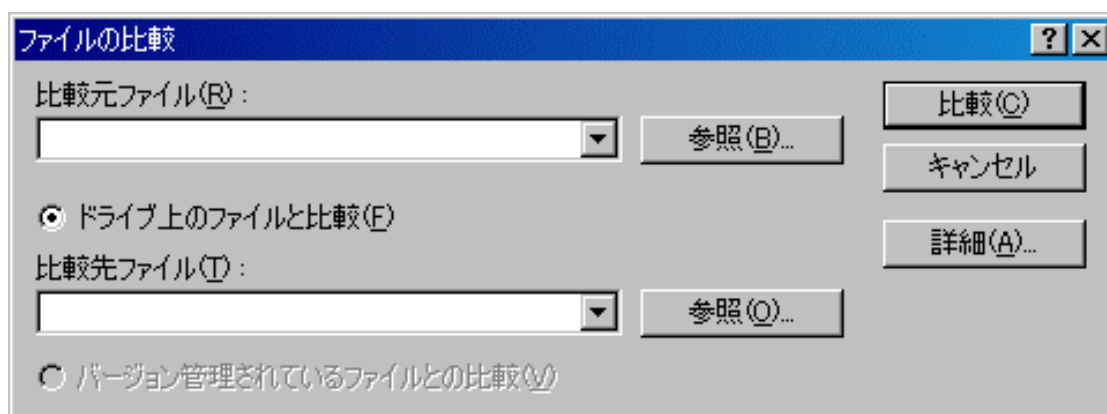 ファイルの比較
比較元ファイル(R) :
参照(B)...
比較(C)
キャンセル
ドライブ上のファイルと比較(F)
詳細(A)...
比較先ファイル(T) :
参照(O)...
バージョン管理されているファイルとの比較(V)